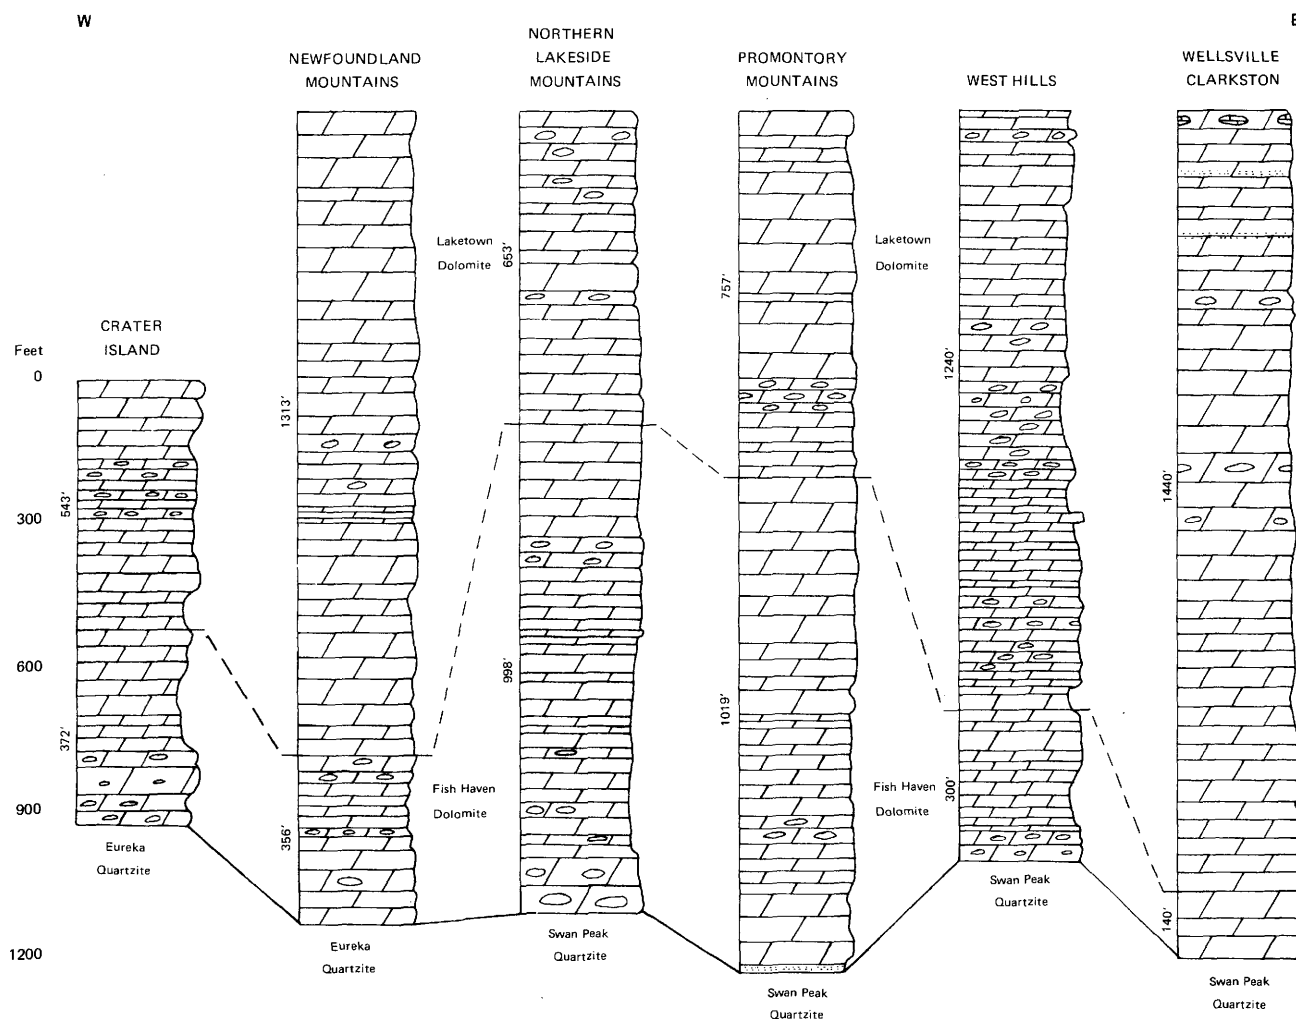 W
E
NEWFOUNDLAND
MOUNTAINS
NORTHERN
LAKESIDE
MOUNTAINS
PROMONTORY
MOUNTAINS
WEST HILLS
WELLSVILLE
CLARKSTON
CRATER
ISLAND
Feet
0
300
600
900
1200
Laketown
Dolomite
Laketown
Dolomite
Fish Haven
Dolomite
Fish Haven
Dolomite
543'
372'
1313'
356'
653'
998'
757'
1019'
1240'
300'
1440'
140'
Eureka
Quartzite
Eureka
Quartzite
Swan Peak
Quartzite
Swan Peak
Quartzite
Swan Peak
Quartzite
Swan Peak
Quartzite